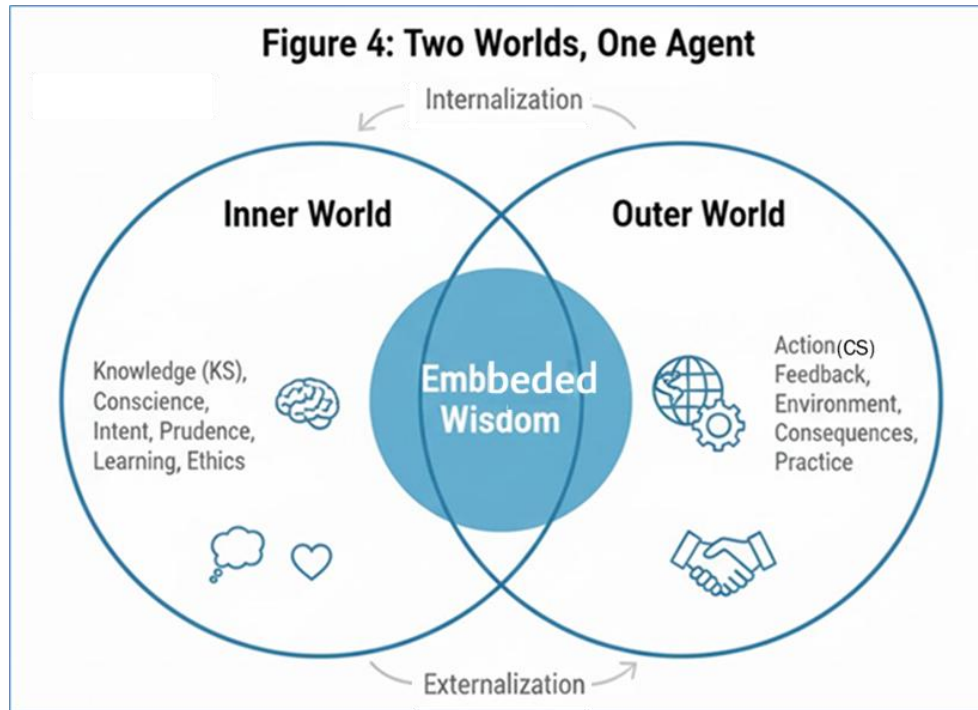 Figure 4: Two Worlds, One Agent
Internalization
Inner World
Outer World
Knowledge (KS),
Conscience,
Intent, Prudence,
Learning, Ethics
Embbeded
Wisdom
Action(CS)
Feedback,
Environment,
Consequences,
Practice
Externalization